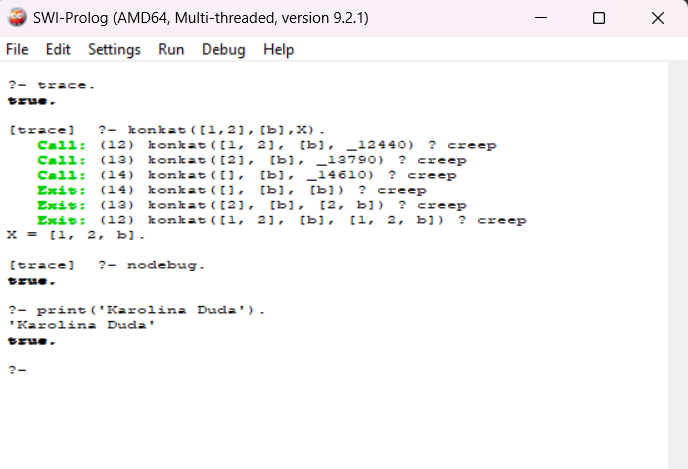 SWI-Prolog (AMD64, Multi-threaded, version 9.2.1)
File Edit Settings Run Debug Help
?- trace.
true.
[trace]  ?- konkat([1,2],[b],X).
   Call: (12) konkat([1, 2], [b], _12440) ? creep
   Call: (13) konkat([2], [b], _13790) ? creep
   Call: (14) konkat([], [b], _14610) ? creep
   Exit: (14) konkat([], [b], [b]) ? creep
   Exit: (13) konkat([2], [b], [2, b]) ? creep
   Exit: (12) konkat([1, 2], [b], [1, 2, b]) ? creep
X = [1, 2, b].
[trace]  ?- nodebug.
true.
?- print('Karolina Duda').
'Karolina Duda'
true.
?-